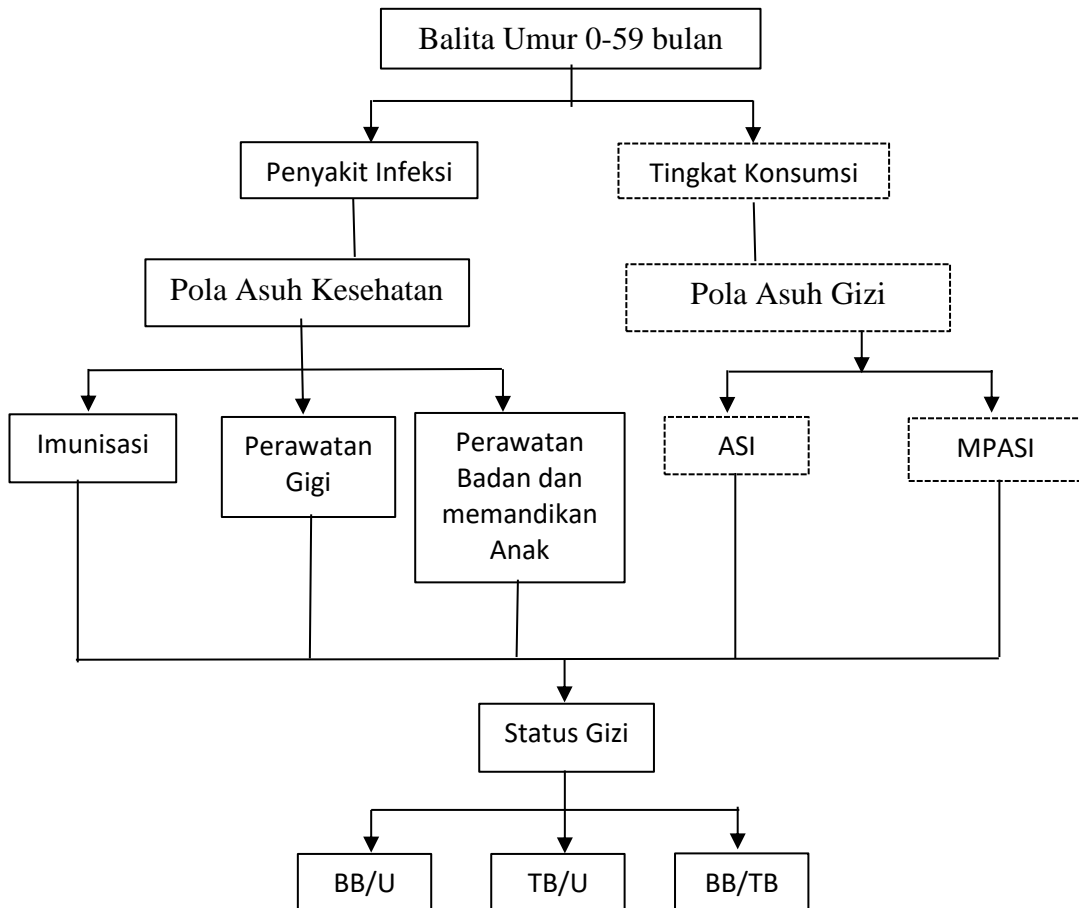 Balita Umur 0-59 bulan
Penyakit Infeksi
Tingkat Konsumsi
Pola Asuh Kesehatan
Pola Asuh Gizi
Imunisasi
Perawatan
Gigi
Perawatan
Badan dan
memandikan
Anak
ASI
MPASI
Status Gizi
BB/U
TB/U
BB/TB